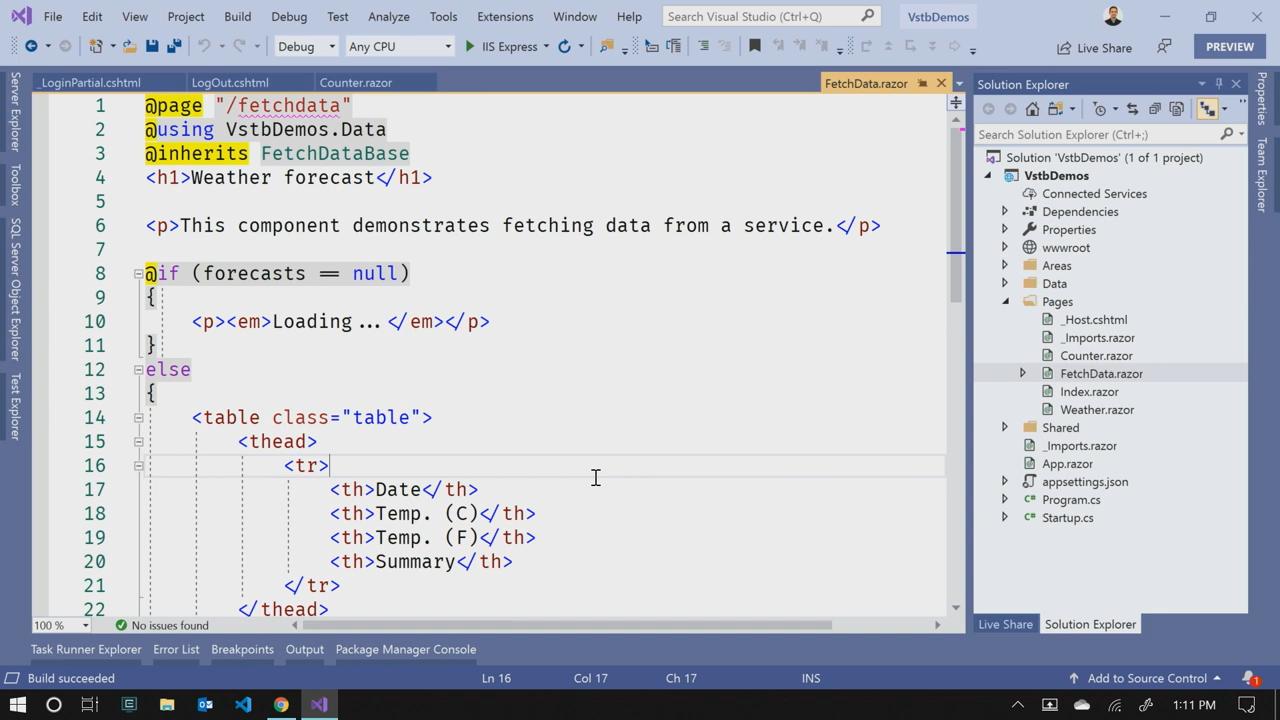 File Edit View Project Build Debug Test Analyze Tools Extensions Window Help Search Visual Studio (Ctrl+Q) VstbDemos
Debug Any CPU IIS Express Live Share PREVIEW
_LoginPartial.cshtml LogOut.cshtml Counter.razor FetchData.razor
Server Explorer
Toolbox
SQL Server Object Explorer
Test Explorer
1 @page "/fetchdata"
2 @using VstbDemos.Data
3 @inherits FetchDataBase
4 <h1>Weather forecast</h1>
5
6 <p>This component demonstrates fetching data from a service.</p>
7
8 @if (forecasts == null)
9 {
10 <p><em>Loading...</em></p>
11 }
12 else
13 {
14 <table class="table">
15 <thead>
16 <tr>
17 <th>Date</th>
18 <th>Temp. (C)</th>
19 <th>Temp. (F)</th>
20 <th>Summary</th>
21 </tr>
22 </thead>
100 % No issues found
Solution Explorer
Search Solution Explorer (Ctrl+;)
Solution 'VstbDemos' (1 of 1 project)
VstbDemos
Connected Services
Dependencies
Properties
wwwroot
Areas
Data
Pages
_Host.cshtml
_Imports.razor
Counter.razor
FetchData.razor
Index.razor
Weather.razor
Shared
_Imports.razor
App.razor
appsettings.json
Program.cs
Startup.cs
Live Share Solution Explorer
Properties
Team Explorer
Task Runner Explorer Error List Breakpoints Output Package Manager Console
Build succeeded Ln 16 Col 17 Ch 17 INS Add to Source Control 1
1:11 PM